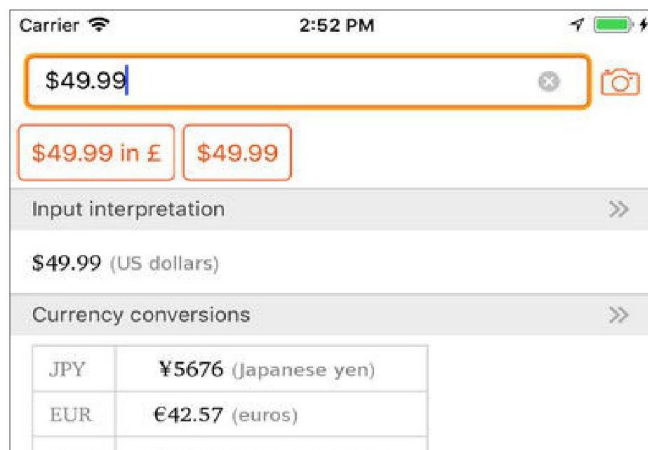 Carrier 2:52 PM
$49.99
$49.99 in £ $49.99
Input interpretation
$49.99 (US dollars)
Currency conversions
JPY ¥5676 (Japanese yen)
EUR €42.57 (euros)